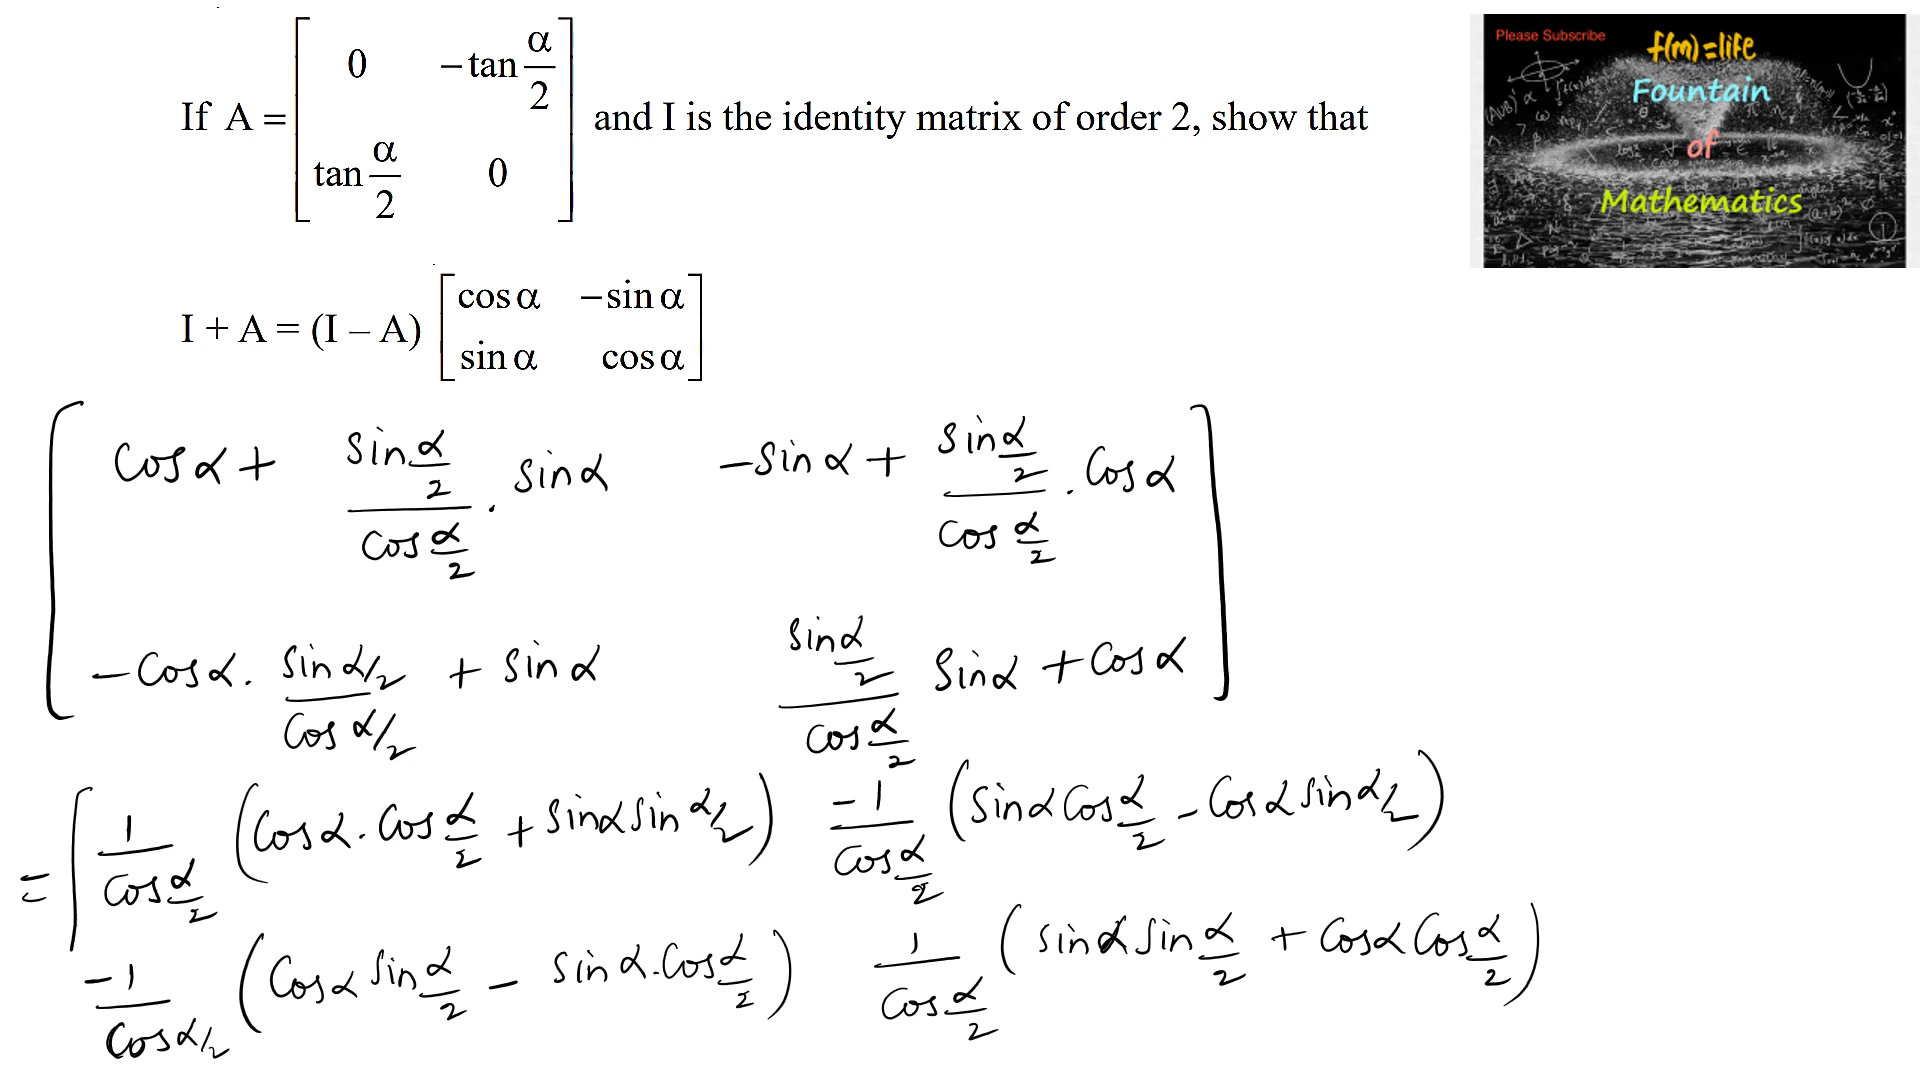 If A = [ 0 −tan α/2
tan α/2 0 ] and I is the identity matrix of order 2, show that
I + A = (I – A) [ cos α −sin α
sin α cos α ]
Please Subscribe
f(m)=life
Fountain
of
Mathematics
[ Cos α + (sin α/2)/(cos α/2) . sin α −sin α + (sin α/2)/(cos α/2) . Cos α
−Cos α . (sin α/2)/(Cos α/2) + sin α (sin α/2)/(cos α/2) sin α + Cos α ]
= [ 1/(cos α/2) (Cos α . Cos α/2 + sin α sin α/2) −1/(cos α/2) (sin α Cos α/2 − Cos α sin α/2)
−1/(Cos α/2) (Cos α sin α/2 − sin α . Cos α/2) 1/(Cos α/2) (sin α sin α/2 + Cos α Cos α/2)